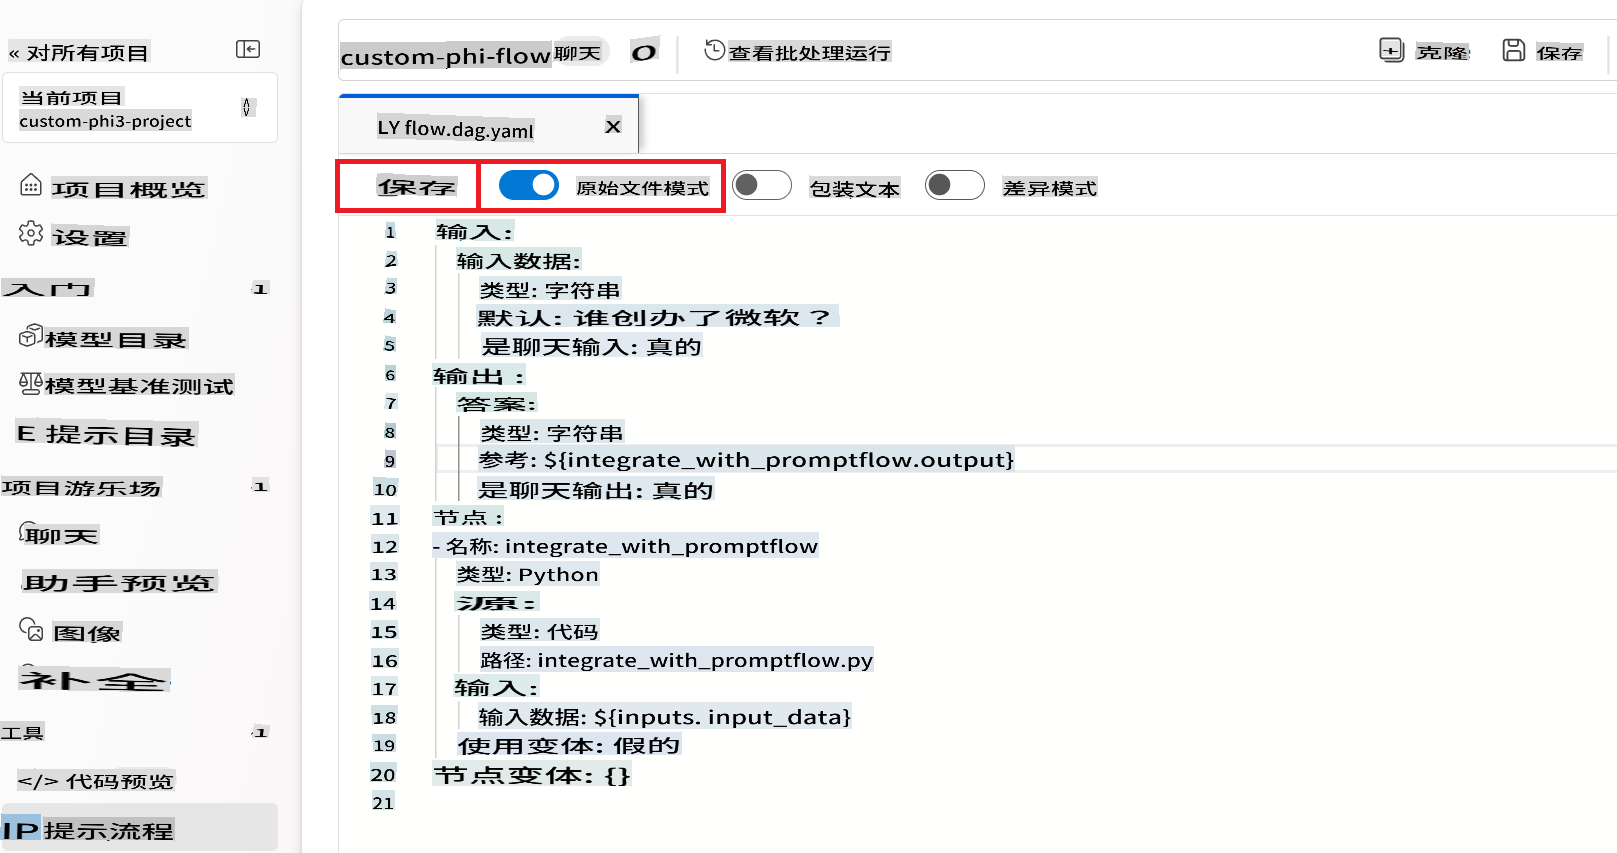 « 对所有项目
当前项目
custom-phi3-project
项目概览
设置
入门
模型目录
模型基准测试
E 提示目录
项目游乐场
聊天
助手预览
图像
补全
工具
</> 代码预览
IP 提示流程
custom-phi-flow 聊天
查看批处理运行
克隆
保存
LY flow.dag.yaml X
保存 原始文件模式 包装文本 差异模式
1 输入:
2 输入数据:
3 类型: 字符串
4 默认: 谁创办了微软？
5 是聊天输入: 真的
6 输出：
7 答案:
8 类型: 字符串
9 参考: ${integrate_with_promptflow.output}
10 是聊天输出: 真的
11 节点：
12 - 名称: integrate_with_promptflow
13 类型: Python
14 源:
15 类型: 代码
16 路径: integrate_with_promptflow.py
17 输入:
18 输入数据: ${inputs. input_data}
19 使用变体: 假的
20 节点变体: {}
21